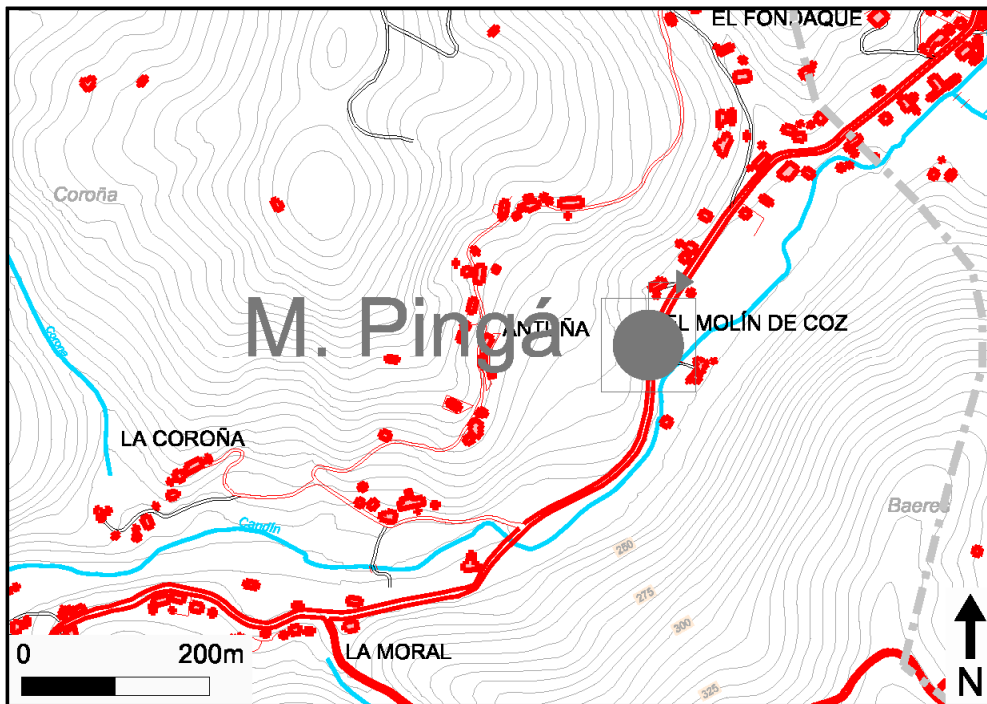 EL FONDAQUE
Coroña
M. Pingá
ANTUÑA
EL MOLÍN DE COZ
Corona
LA COROÑA
Candín
Baeres
250
275
300
325
0 200m
LA MORAL
N